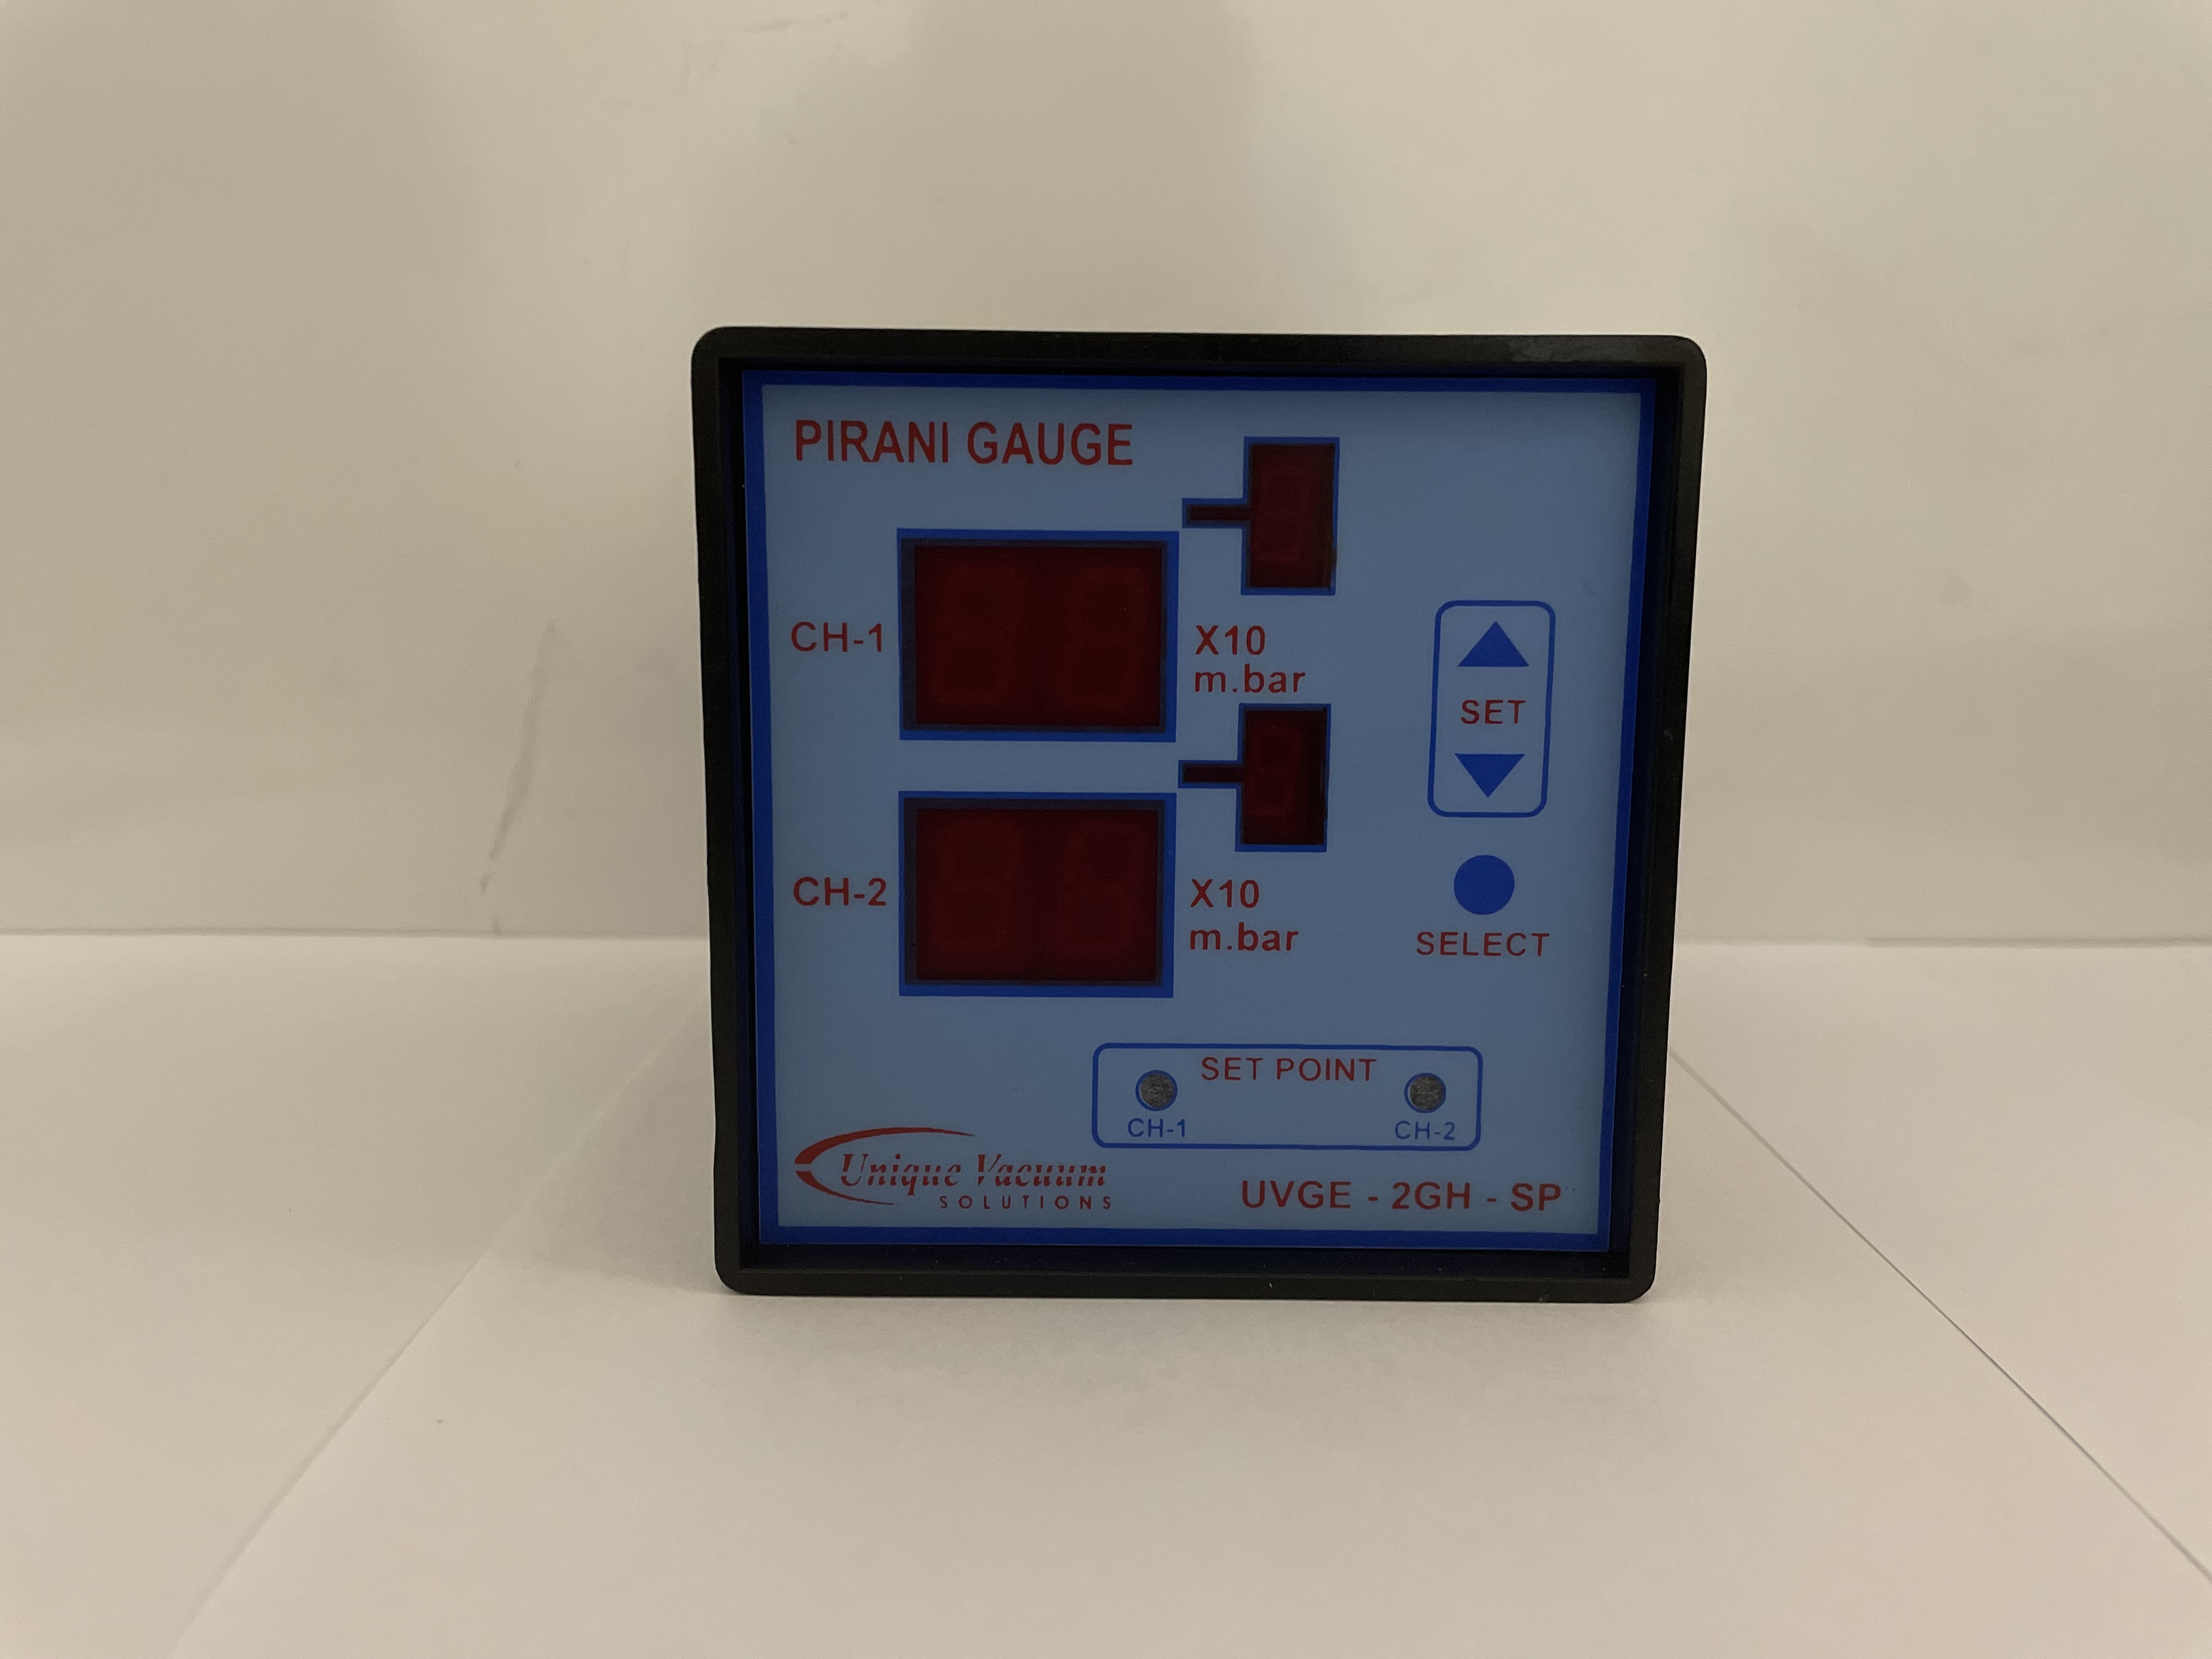 PIRANI GAUGE
CH-1
X10
m.bar
SET
CH-2
X10
m.bar
SELECT
SET POINT
CH-1
CH-2
Unique Vacuum
SOLUTIONS
UVGE - 2GH - SP